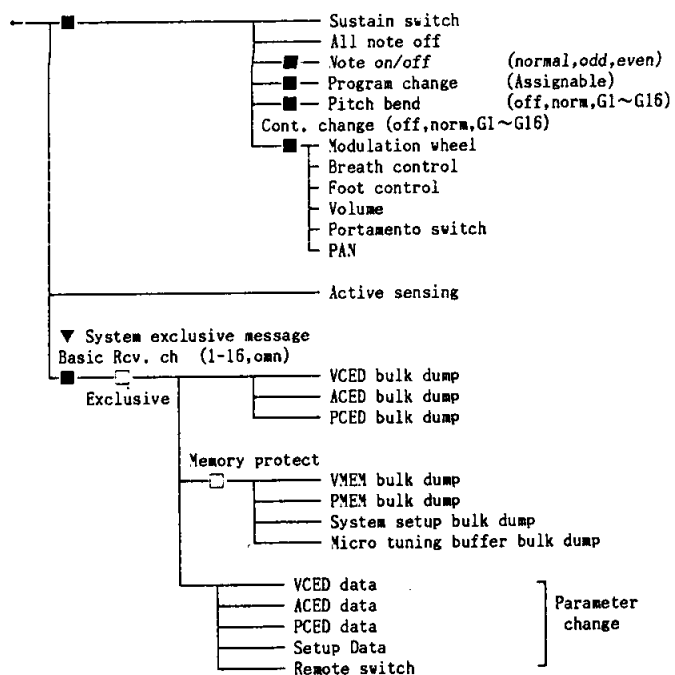 Sustain switch
All note off
Note on/off (normal,odd,even)
Program change (Assignable)
Pitch bend (off,norm,G1~G16)
Cont. change (off,norm,G1~G16)
Modulation wheel
Breath control
Foot control
Volume
Portamento switch
PAN
Active sensing
▼ System exclusive message
Basic Rcv. ch (1-16,omn)
Exclusive
VCED bulk dump
ACED bulk dump
PCED bulk dump
Memory protect
VMEM bulk dump
PMEM bulk dump
System setup bulk dump
Micro tuning buffer bulk dump
VCED data
ACED data
PCED data
Setup Data
Remote switch
Parameter
change